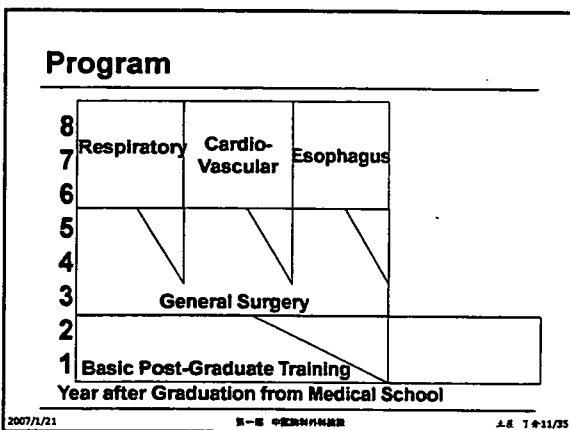 Program
8
7
6
5
4
3
2
1
Respiratory
Cardio-
Vascular
Esophagus
General Surgery
Basic Post-Graduate Training
Year after Graduation from Medical School
2007/1/21
11/35